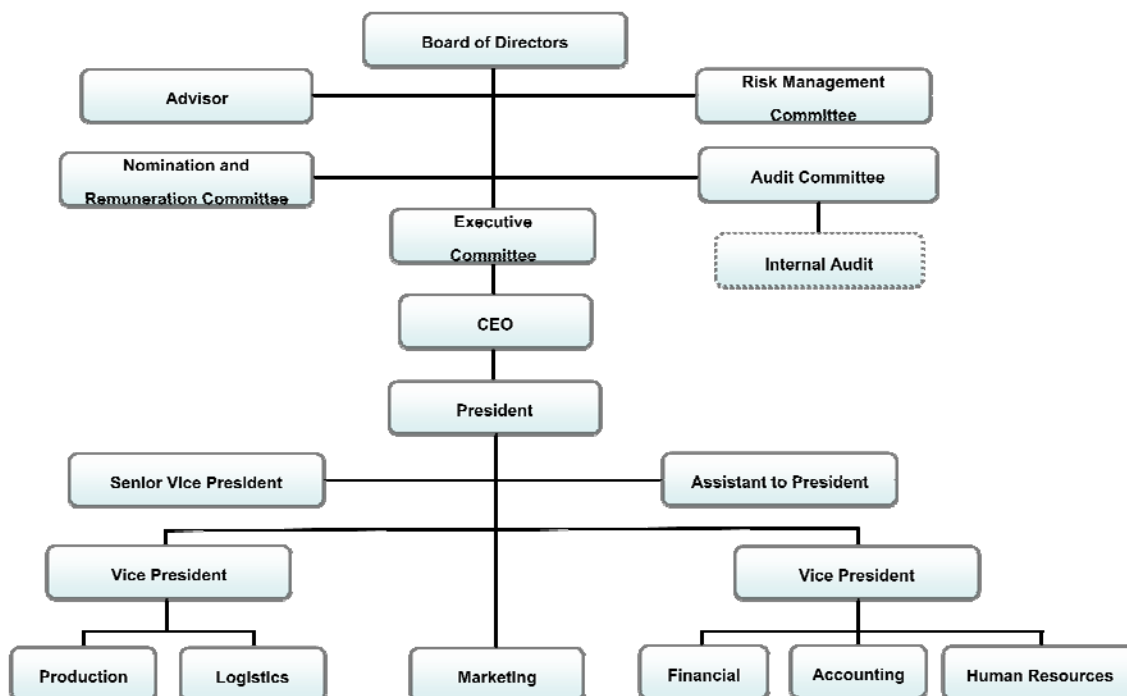 Board of Directors
Advisor
Risk Management
Committee
Nomination and
Remuneration Committee
Audit Committee
Executive
Committee
Internal Audit
CEO
President
Senior Vice President
Assistant to President
Vice President
Vice President
Production
Logistics
Marketing
Financial
Accounting
Human Resources